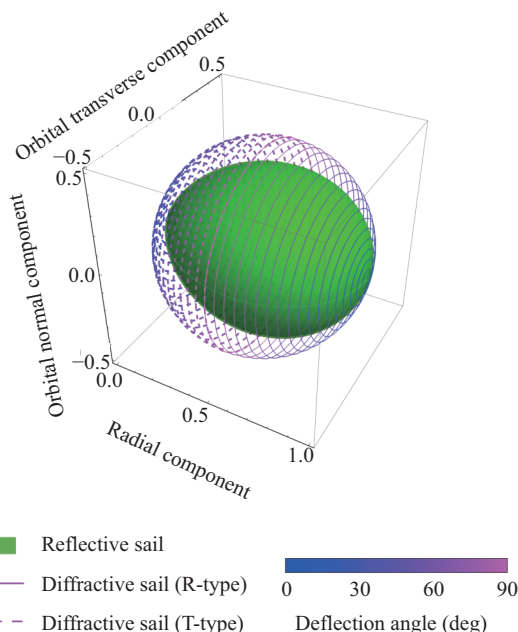 Orbital transverse component
0.5
0.0
−0.5
0.5
0.0
−0.5
Orbital normal component
0.0
0.5
1.0
Radial component
Reflective sail
Diffractive sail (R-type)
Diffractive sail (T-type)
0 30 60 90
Deflection angle (deg)